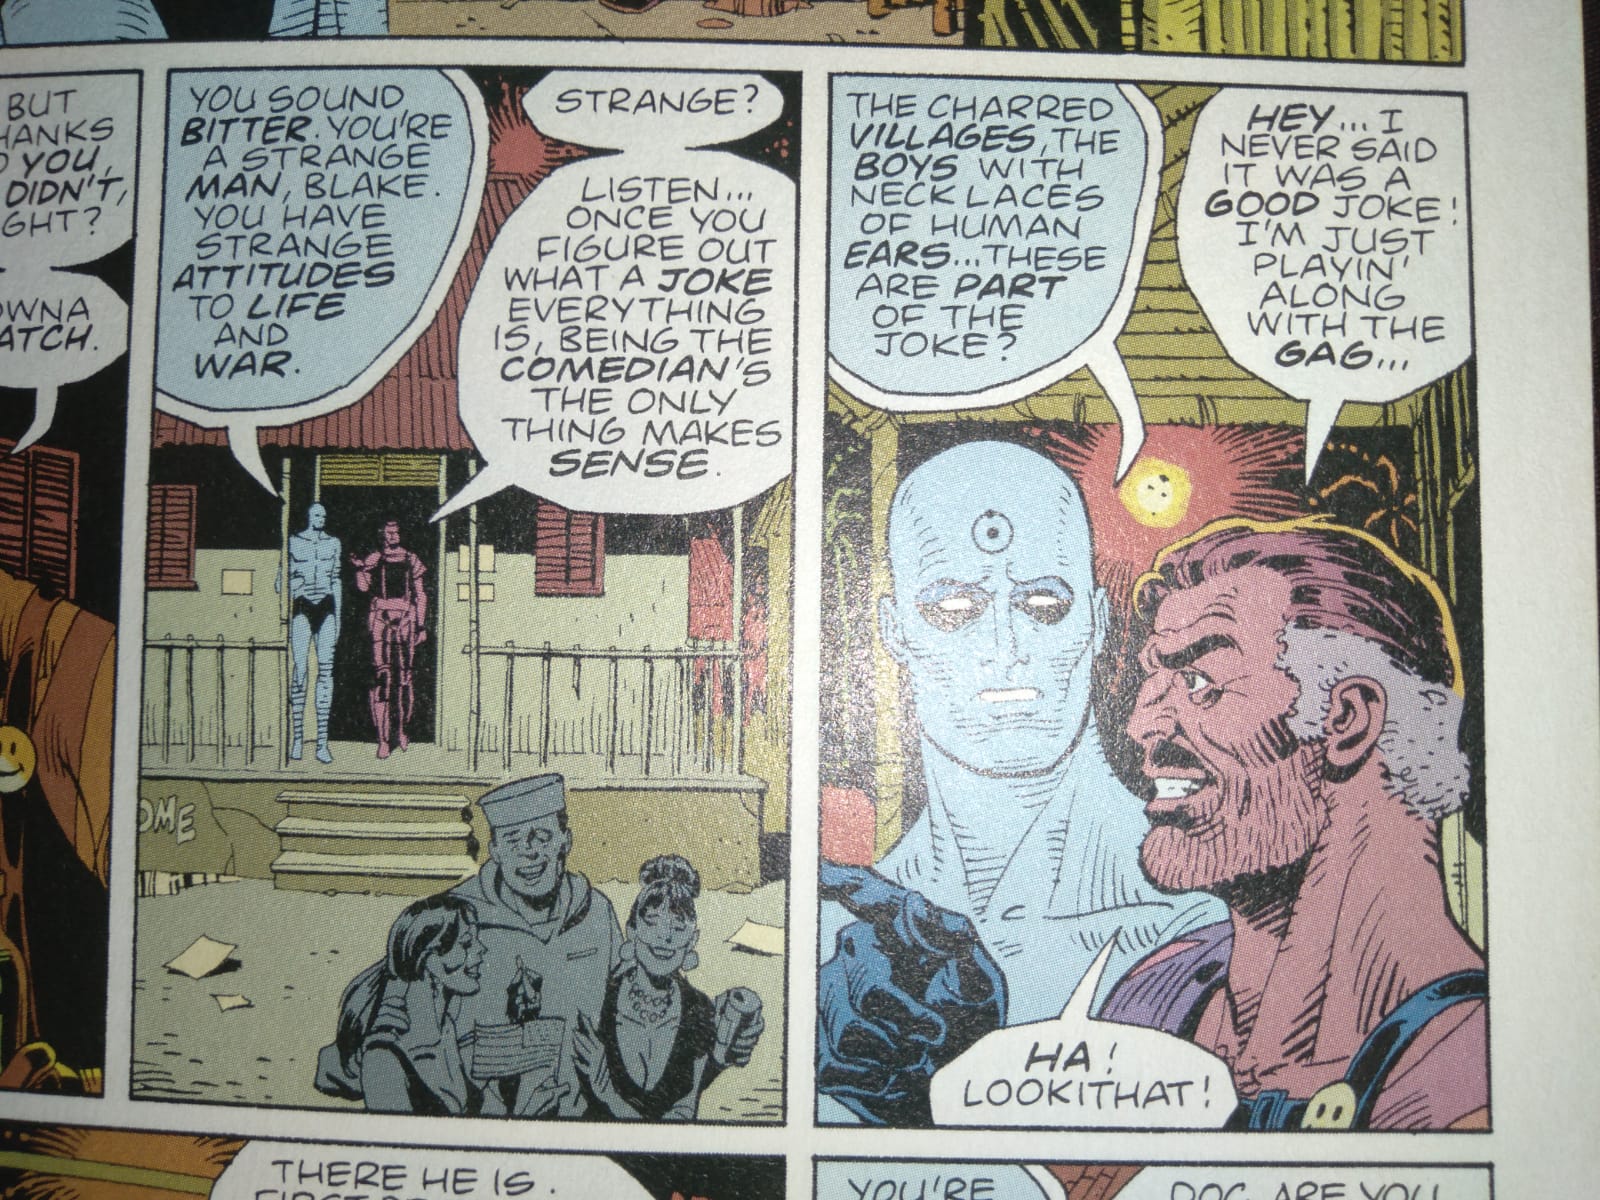 BUT
YOU,
DIDN'T,
YOU SOUND
BITTER. YOU'RE
A STRANGE
MAN, BLAKE.
YOU HAVE
STRANGE
ATTITUDES
TO LIFE
AND
WAR.
STRANGE?
LISTEN...
ONCE YOU
FIGURE OUT
WHAT A JOKE
EVERYTHING
IS, BEING THE
COMEDIAN'S
THE ONLY
THING MAKES
SENSE.
THE CHARRED
VILLAGES, THE
BOYS WITH
NECKLACES
OF HUMAN
EARS...THESE
ARE PART
OF THE
JOKE?
HEY... I
NEVER SAID
IT WAS A
GOOD JOKE!
I'M JUST
PLAYIN'
ALONG
WITH THE
GAG...
HA!
LOOKITHAT!
THERE HE IS.
YOU'RE
DOC, ARE YOU